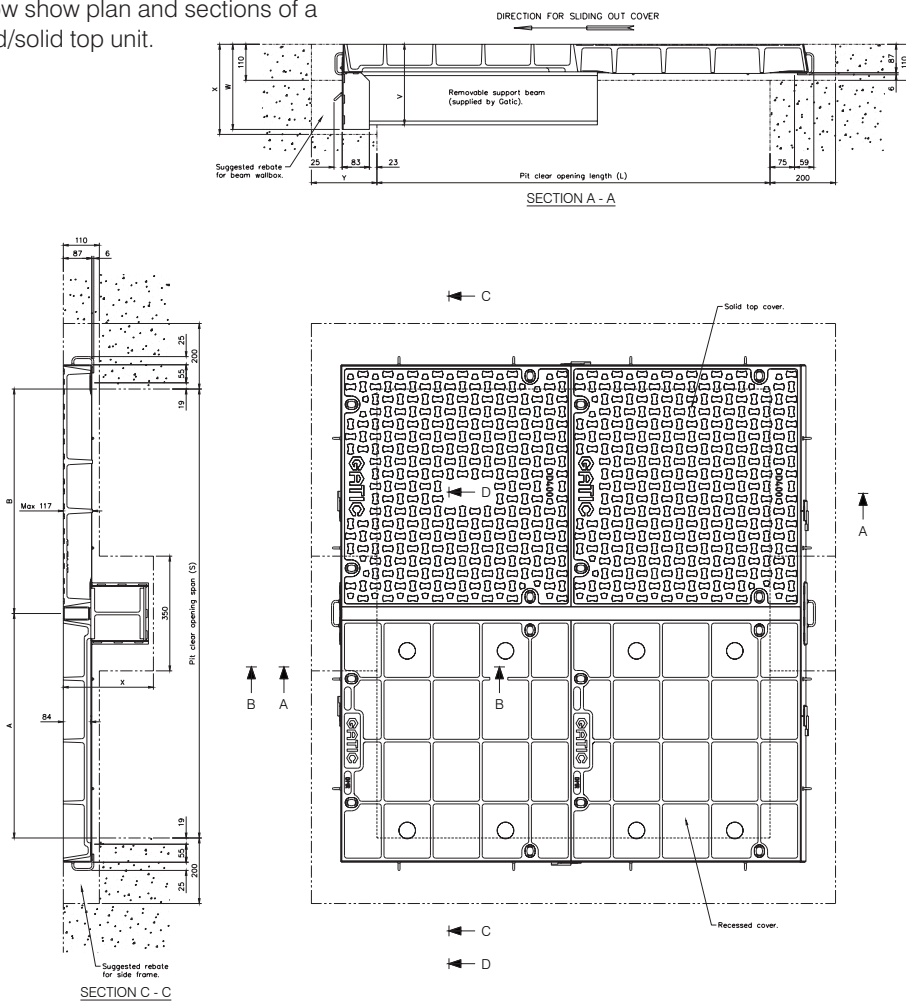 ow show plan and sections of a
d/solid top unit.
DIRECTION FOR SLIDING OUT COVER
110
X
W
V
87
6
110
Removable support beam
(supplied by Gatic).
Suggested rebate
for beam wallbox.
25
83
23
75
59
Y
Pit clear opening length (L)
200
SECTION A - A
110
87
6
C
Solid top cover.
25
200
55
19
B
Max 117
GATIC
GATIC
D
A
Pit clear opening span (S)
350
X
B
A
B
84
A
GATIC
GATIC
19
55
200
25
Recessed cover.
C
D
Suggested rebate
for side frame.
SECTION C - C